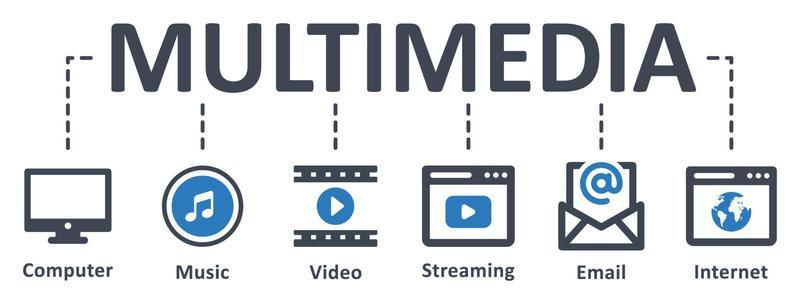 MULTIMEDIA
Computer Music Video Streaming Email Internet